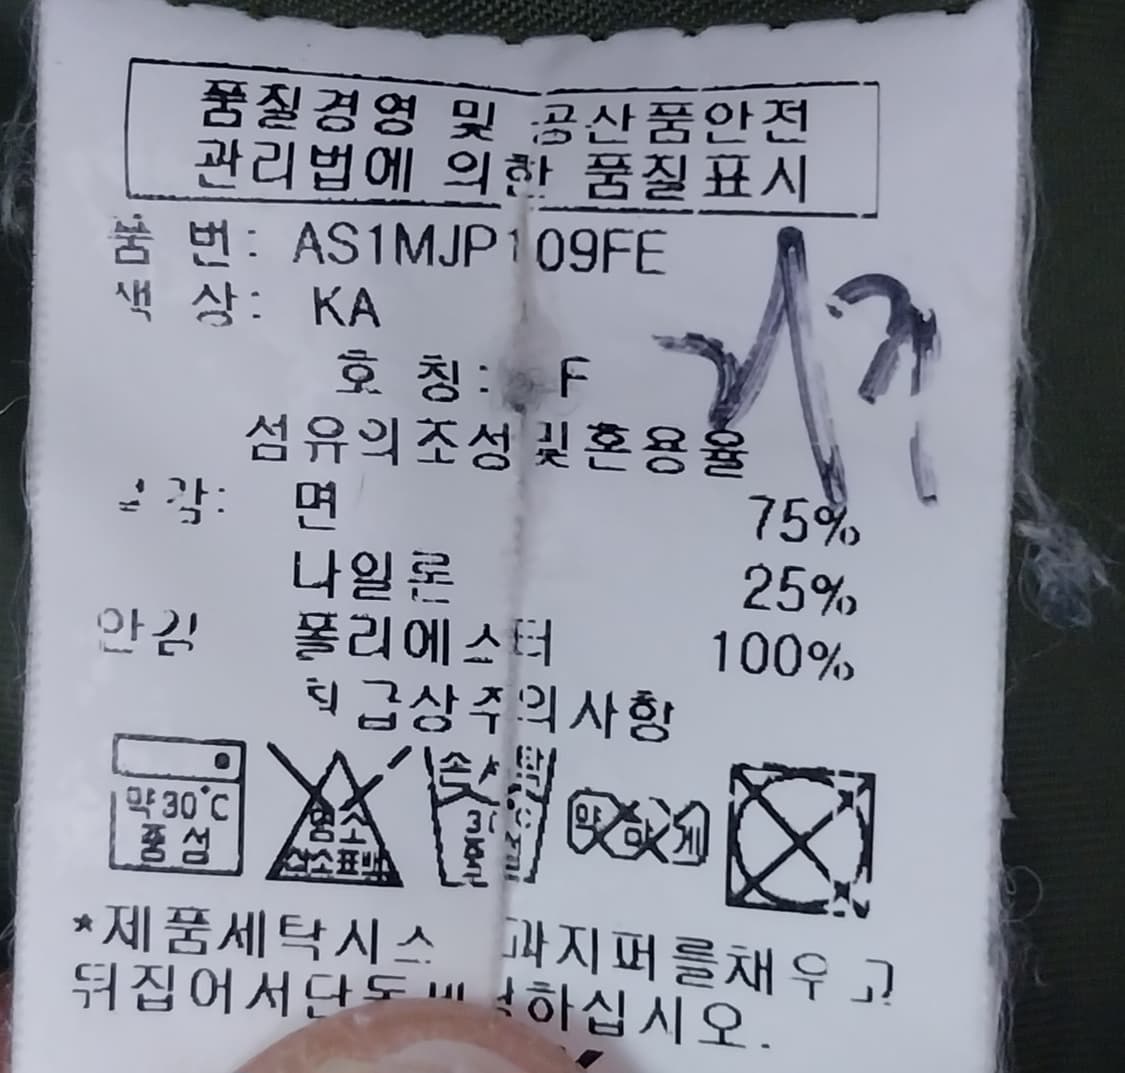 품질경영 및 공산품안전
관리법에 의한 품질표시
품 번: AS1MJP109FE
색 상: KA
호 칭: F
섬유의조성및혼용율
면 75%
나일론 25%
안감 폴리에스터 100%
취급상주의사항
약30℃
중성
염소
산소표백
손세탁
30℃
중성
약하게
*제품세탁시스 과지퍼를채우고
뒤집어서단독세탁하십시오.